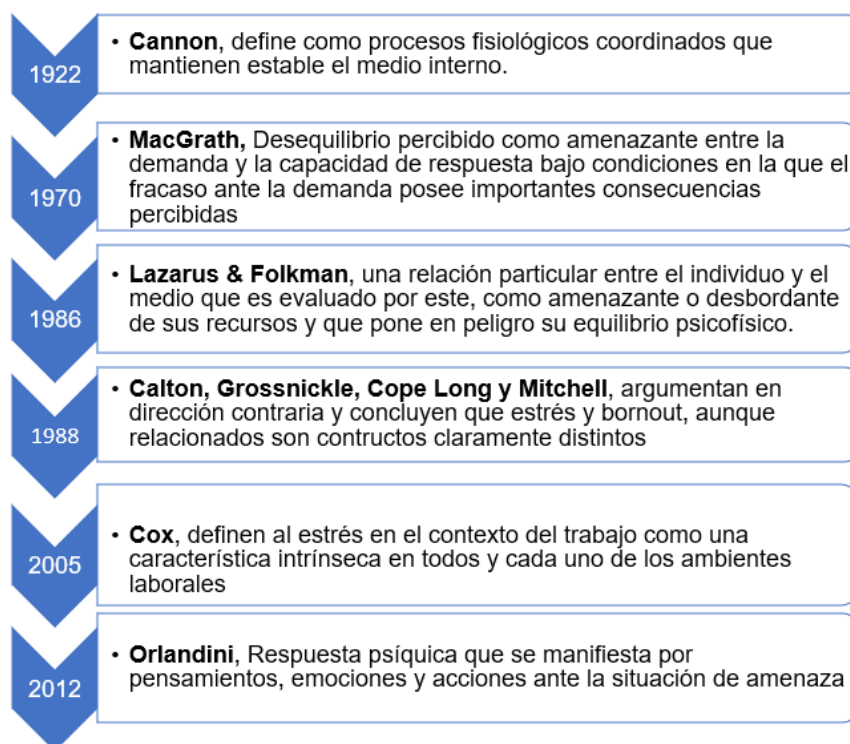 1922
• Cannon, define como procesos fisiológicos coordinados que
mantienen estable el medio interno.
1970
• MacGrath, Desequilibrio percibido como amenazante entre la
demanda y la capacidad de respuesta bajo condiciones en la que el
fracaso ante la demanda posee importantes consecuencias
percibidas
1986
• Lazarus & Folkman, una relación particular entre el individuo y el
medio que es evaluado por este, como amenazante o desbordante
de sus recursos y que pone en peligro su equilibrio psicofísico.
1988
• Calton, Grossnickle, Cope Long y Mitchell, argumentan en
dirección contraria y concluyen que estrés y bornout, aunque
relacionados son contructos claramente distintos
2005
• Cox, definen al estrés en el contexto del trabajo como una
característica intrínseca en todos y cada uno de los ambientes
laborales
2012
• Orlandini, Respuesta psíquica que se manifiesta por
pensamientos, emociones y acciones ante la situación de amenaza